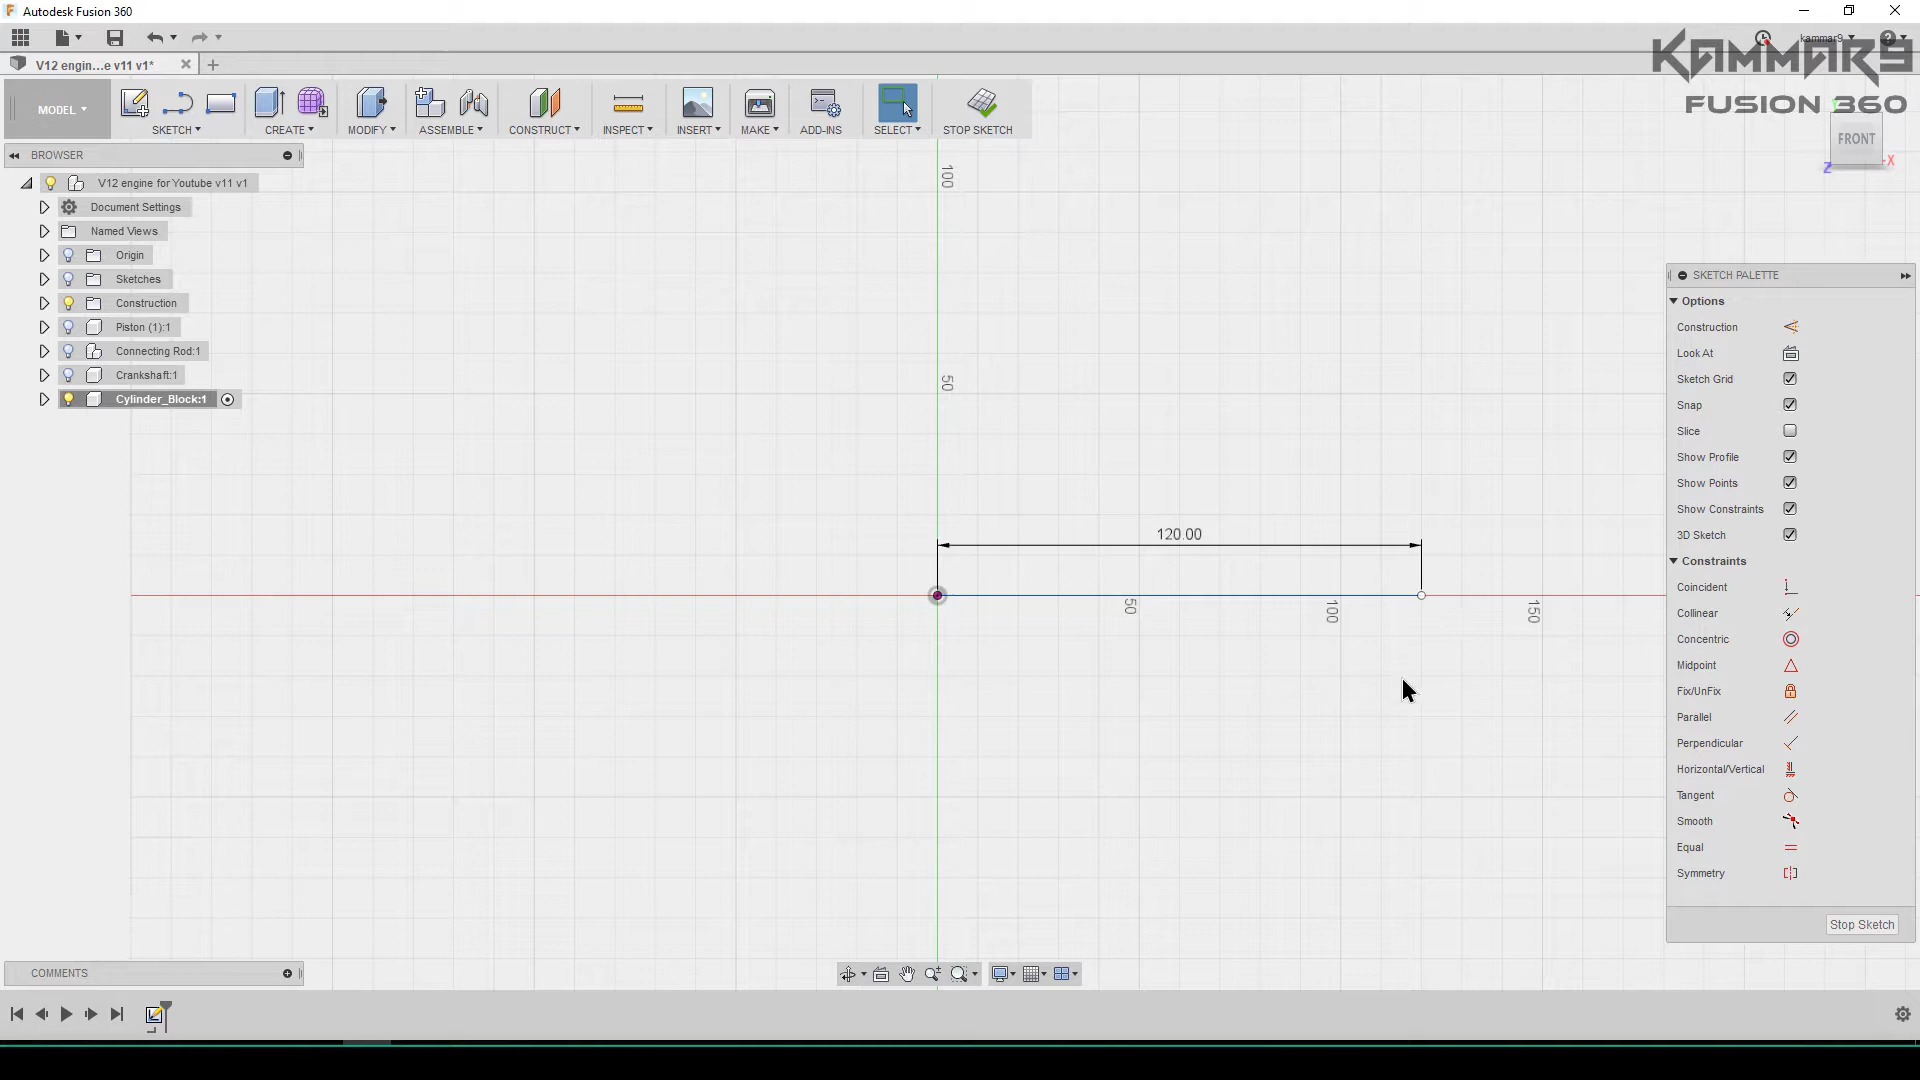 Autodesk Fusion 360
kammar9
KAMMAR9
FUSION 360
V12 engin...e v11 v1*
MODEL
SKETCH
CREATE
MODIFY
ASSEMBLE
CONSTRUCT
INSPECT
INSERT
MAKE
ADD-INS
SELECT
STOP SKETCH
FRONT
X
Y
Z
BROWSER
V12 engine for Youtube v11 v1
Document Settings
Named Views
Origin
Sketches
Construction
Piston (1):1
Connecting Rod:1
Crankshaft:1
Cylinder_Block:1
100
50
120.00
50
100
150
SKETCH PALETTE
Options
Construction
Look At
Sketch Grid
Snap
Slice
Show Profile
Show Points
Show Constraints
3D Sketch
Constraints
Coincident
Collinear
Concentric
Midpoint
Fix/UnFix
Parallel
Perpendicular
Horizontal/Vertical
Tangent
Smooth
Equal
Symmetry
Stop Sketch
COMMENTS